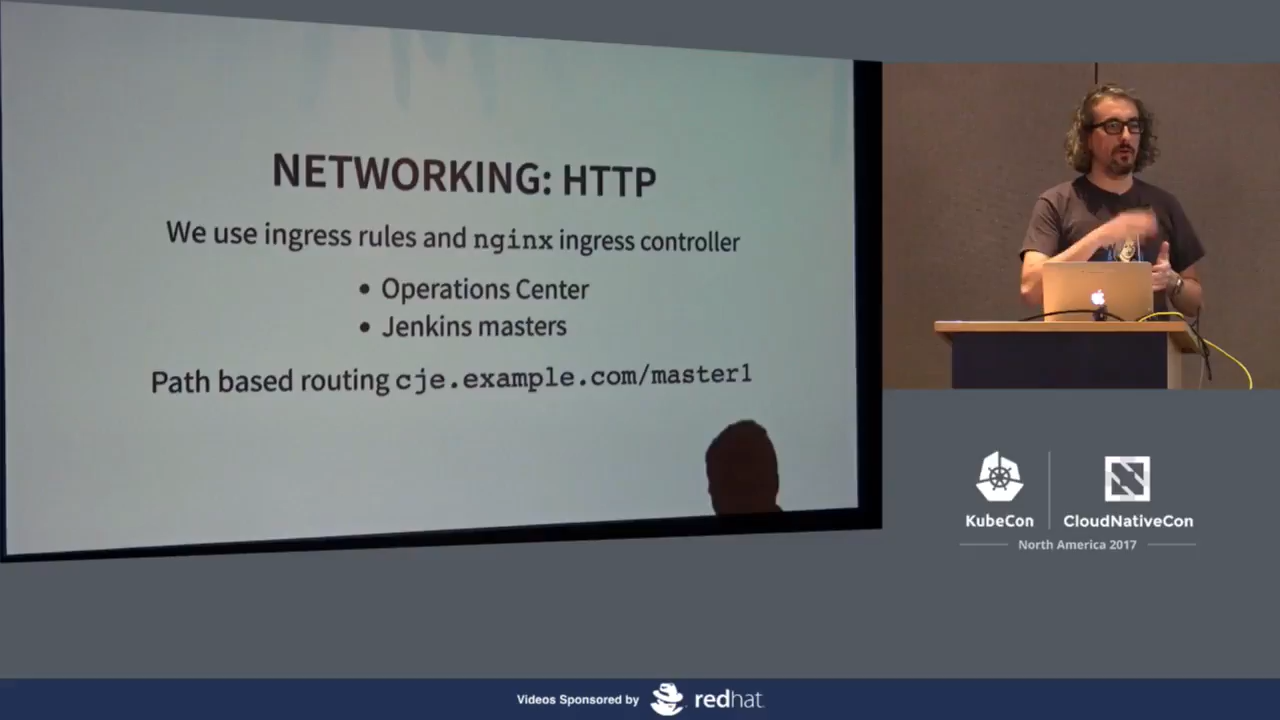 NETWORKING: HTTP
We use ingress rules and nginx ingress controller
• Operations Center
• Jenkins masters
Path based routing cje.example.com/master1
KubeCon
CloudNativeCon
North America 2017
Videos Sponsored by redhat.